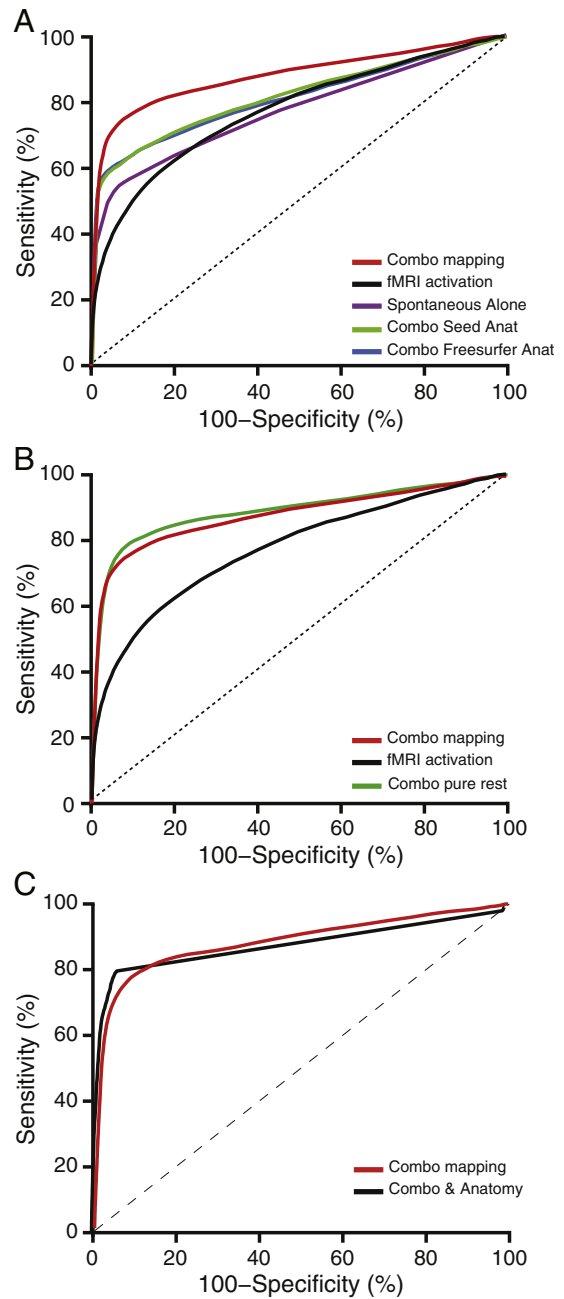 A
100
80
60
40
20
0
Sensitivity (%)
Combo mapping
fMRI activation
Spontaneous Alone
Combo Seed Anat
Combo Freesurfer Anat
0 20 40 60 80 100
100–Specificity (%)
B
100
80
60
40
20
0
Sensitivity (%)
Combo mapping
fMRI activation
Combo pure rest
0 20 40 60 80 100
100–Specificity (%)
C
100
80
60
40
20
0
Sensitivity (%)
Combo mapping
Combo & Anatomy
0 20 40 60 80 100
100–Specificity (%)